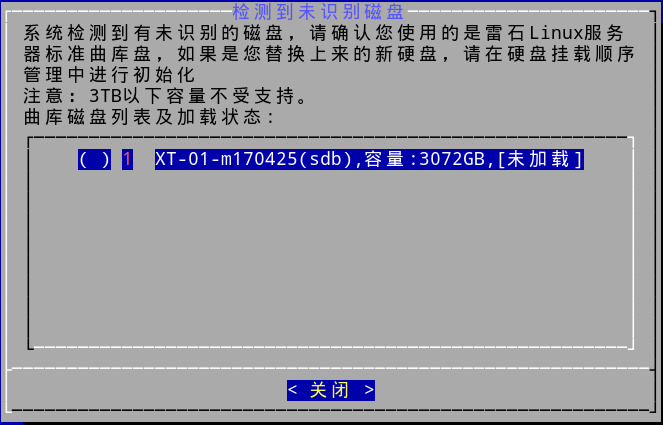 检测到未识别磁盘
系统检测到有未识别的磁盘，请确认您使用的是雷石Linux服务
器标准曲库盘，如果是您替换上来的新硬盘，请在硬盘挂载顺序
管理中进行初始化
注意: 3TB以下容量不受支持。
曲库磁盘列表及加载状态:
( ) 1 XT-01-m170425(sdb),容量:3072GB,[未加载]
< 关闭 >